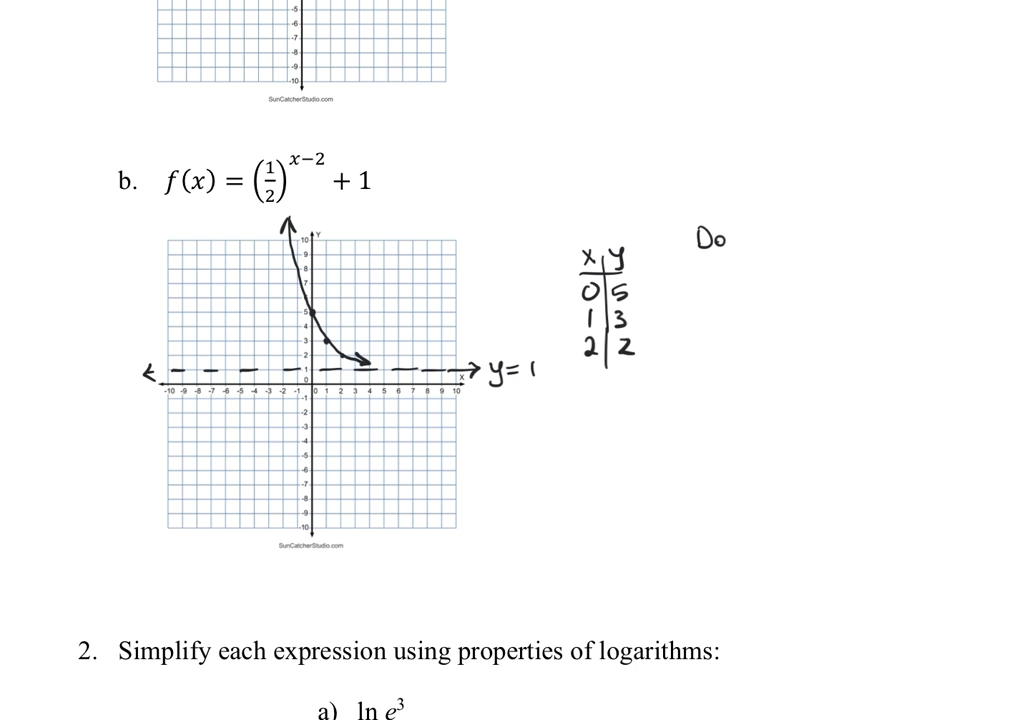 -5
-6
-7
-8
-9
-10
SunCatcherStudio.com
b. f(x) = (1/2)^{x−2} + 1
Y
10
9
8
7
5
4
3
2
1
0
x
-10 -9 -8 -7 -6 -5 -4 -3 -2 -1 0 1 2 3 4 5 6 7 8 9 10
-1
-2
-3
-4
-5
-6
-7
-8
-9
-10
y = 1
SunCatcherStudio.com
x y
0 5
1 3
2 2
Do
2. Simplify each expression using properties of logarithms:
a) ln e³